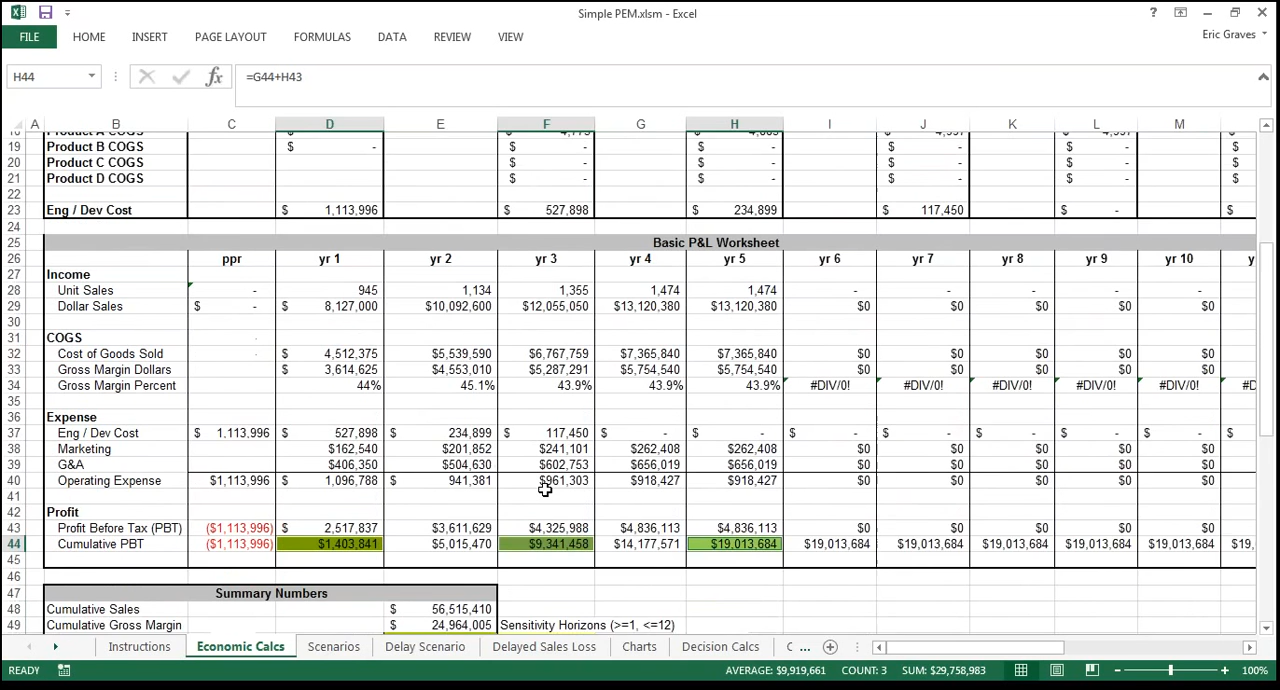 Simple PEM.xlsm - Excel
?
FILE HOME INSERT PAGE LAYOUT FORMULAS DATA REVIEW VIEW Eric Graves
H44 fx =G44+H43
A B C D E F G H I J K L M
18 Product A COGS $ 4,775 $
19 Product B COGS $ - $ - $ - $ - $ - $
20 Product C COGS $ - $ - $ - $ - $
21 Product D COGS $ - $ - $ - $ - $
22
23 Eng / Dev Cost $ 1,113,996 $ 527,898 $ 234,899 $ 117,450 $ - $
24
25 Basic P&L Worksheet
26 ppr yr 1 yr 2 yr 3 yr 4 yr 5 yr 6 yr 7 yr 8 yr 9 yr 10 y
27 Income
28 Unit Sales - 945 1,134 1,355 1,474 1,474 - - - - -
29 Dollar Sales $ - $ 8,127,000 $10,092,600 $12,055,050 $13,120,380 $13,120,380 $0 $0 $0 $0 $0
30
31 COGS
32 Cost of Goods Sold $ 4,512,375 $5,539,590 $6,767,759 $7,365,840 $7,365,840 $0 $0 $0 $0 $0
33 Gross Margin Dollars $ 3,614,625 $4,553,010 $5,287,291 $5,754,540 $5,754,540 $0 $0 $0 $0 $0
34 Gross Margin Percent 44% 45.1% 43.9% 43.9% 43.9% #DIV/0! #DIV/0! #DIV/0! #DIV/0! #DIV/0! #D
35
36 Expense
37 Eng / Dev Cost $ 1,113,996 $ 527,898 $ 234,899 $ 117,450 $ - $ - $ - $ - $ - $ - $ - $
38 Marketing $162,540 $201,852 $241,101 $262,408 $262,408 $0 $0 $0 $0 $0
39 G&A $406,350 $504,630 $602,753 $656,019 $656,019 $0 $0 $0 $0 $0
40 Operating Expense $1,113,996 $ 1,096,788 $ 941,381 $961,303 $918,427 $918,427 $0 $0 $0 $0 $0
41
42 Profit
43 Profit Before Tax (PBT) ($1,113,996) $ 2,517,837 $3,611,629 $4,325,988 $4,836,113 $4,836,113 $0 $0 $0 $0 $0
44 Cumulative PBT ($1,113,996) $1,403,841 $5,015,470 $9,341,458 $14,177,571 $19,013,684 $19,013,684 $19,013,684 $19,013,684 $19,013,684 $19,013,684 $19,
45
46
47 Summary Numbers
48 Cumulative Sales $ 56,515,410
49 Cumulative Gross Margin $ 24,964,005 Sensitivity Horizons (>=1, <=12)
Instructions Economic Calcs Scenarios Delay Scenario Delayed Sales Loss Charts Decision Calcs C ...
READY AVERAGE: $9,919,661 COUNT: 3 SUM: $29,758,983 - + 100%